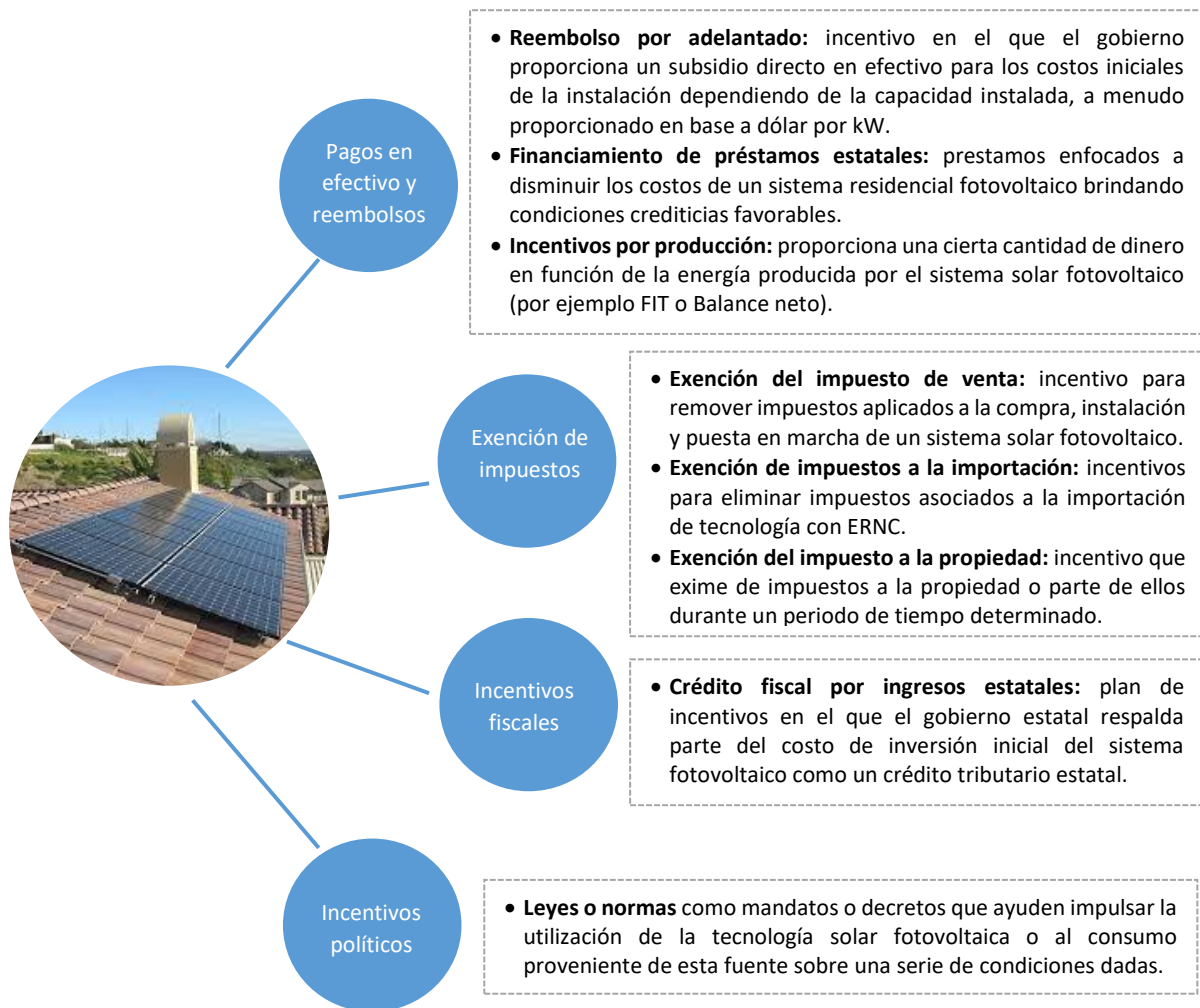 Pagos en
efectivo y
reembolsos
• Reembolso por adelantado: incentivo en el que el gobierno
proporciona un subsidio directo en efectivo para los costos iniciales
de la instalación dependiendo de la capacidad instalada, a menudo
proporcionado en base a dólar por kW.
• Financiamiento de préstamos estatales: prestamos enfocados a
disminuir los costos de un sistema residencial fotovoltaico brindando
condiciones crediticias favorables.
• Incentivos por producción: proporciona una cierta cantidad de dinero
en función de la energía producida por el sistema solar fotovoltaico
(por ejemplo FIT o Balance neto).
Exención de
impuestos
• Exención del impuesto de venta: incentivo para
remover impuestos aplicados a la compra, instalación
y puesta en marcha de un sistema solar fotovoltaico.
• Exención de impuestos a la importación: incentivos
para eliminar impuestos asociados a la importación
de tecnología con ERNC.
• Exención del impuesto a la propiedad: incentivo que
exime de impuestos a la propiedad o parte de ellos
durante un periodo de tiempo determinado.
Incentivos
fiscales
• Crédito fiscal por ingresos estatales: plan de
incentivos en el que el gobierno estatal respalda
parte del costo de inversión inicial del sistema
fotovoltaico como un crédito tributario estatal.
Incentivos
políticos
• Leyes o normas como mandatos o decretos que ayuden impulsar la
utilización de la tecnología solar fotovoltaica o al consumo
proveniente de esta fuente sobre una serie de condiciones dadas.